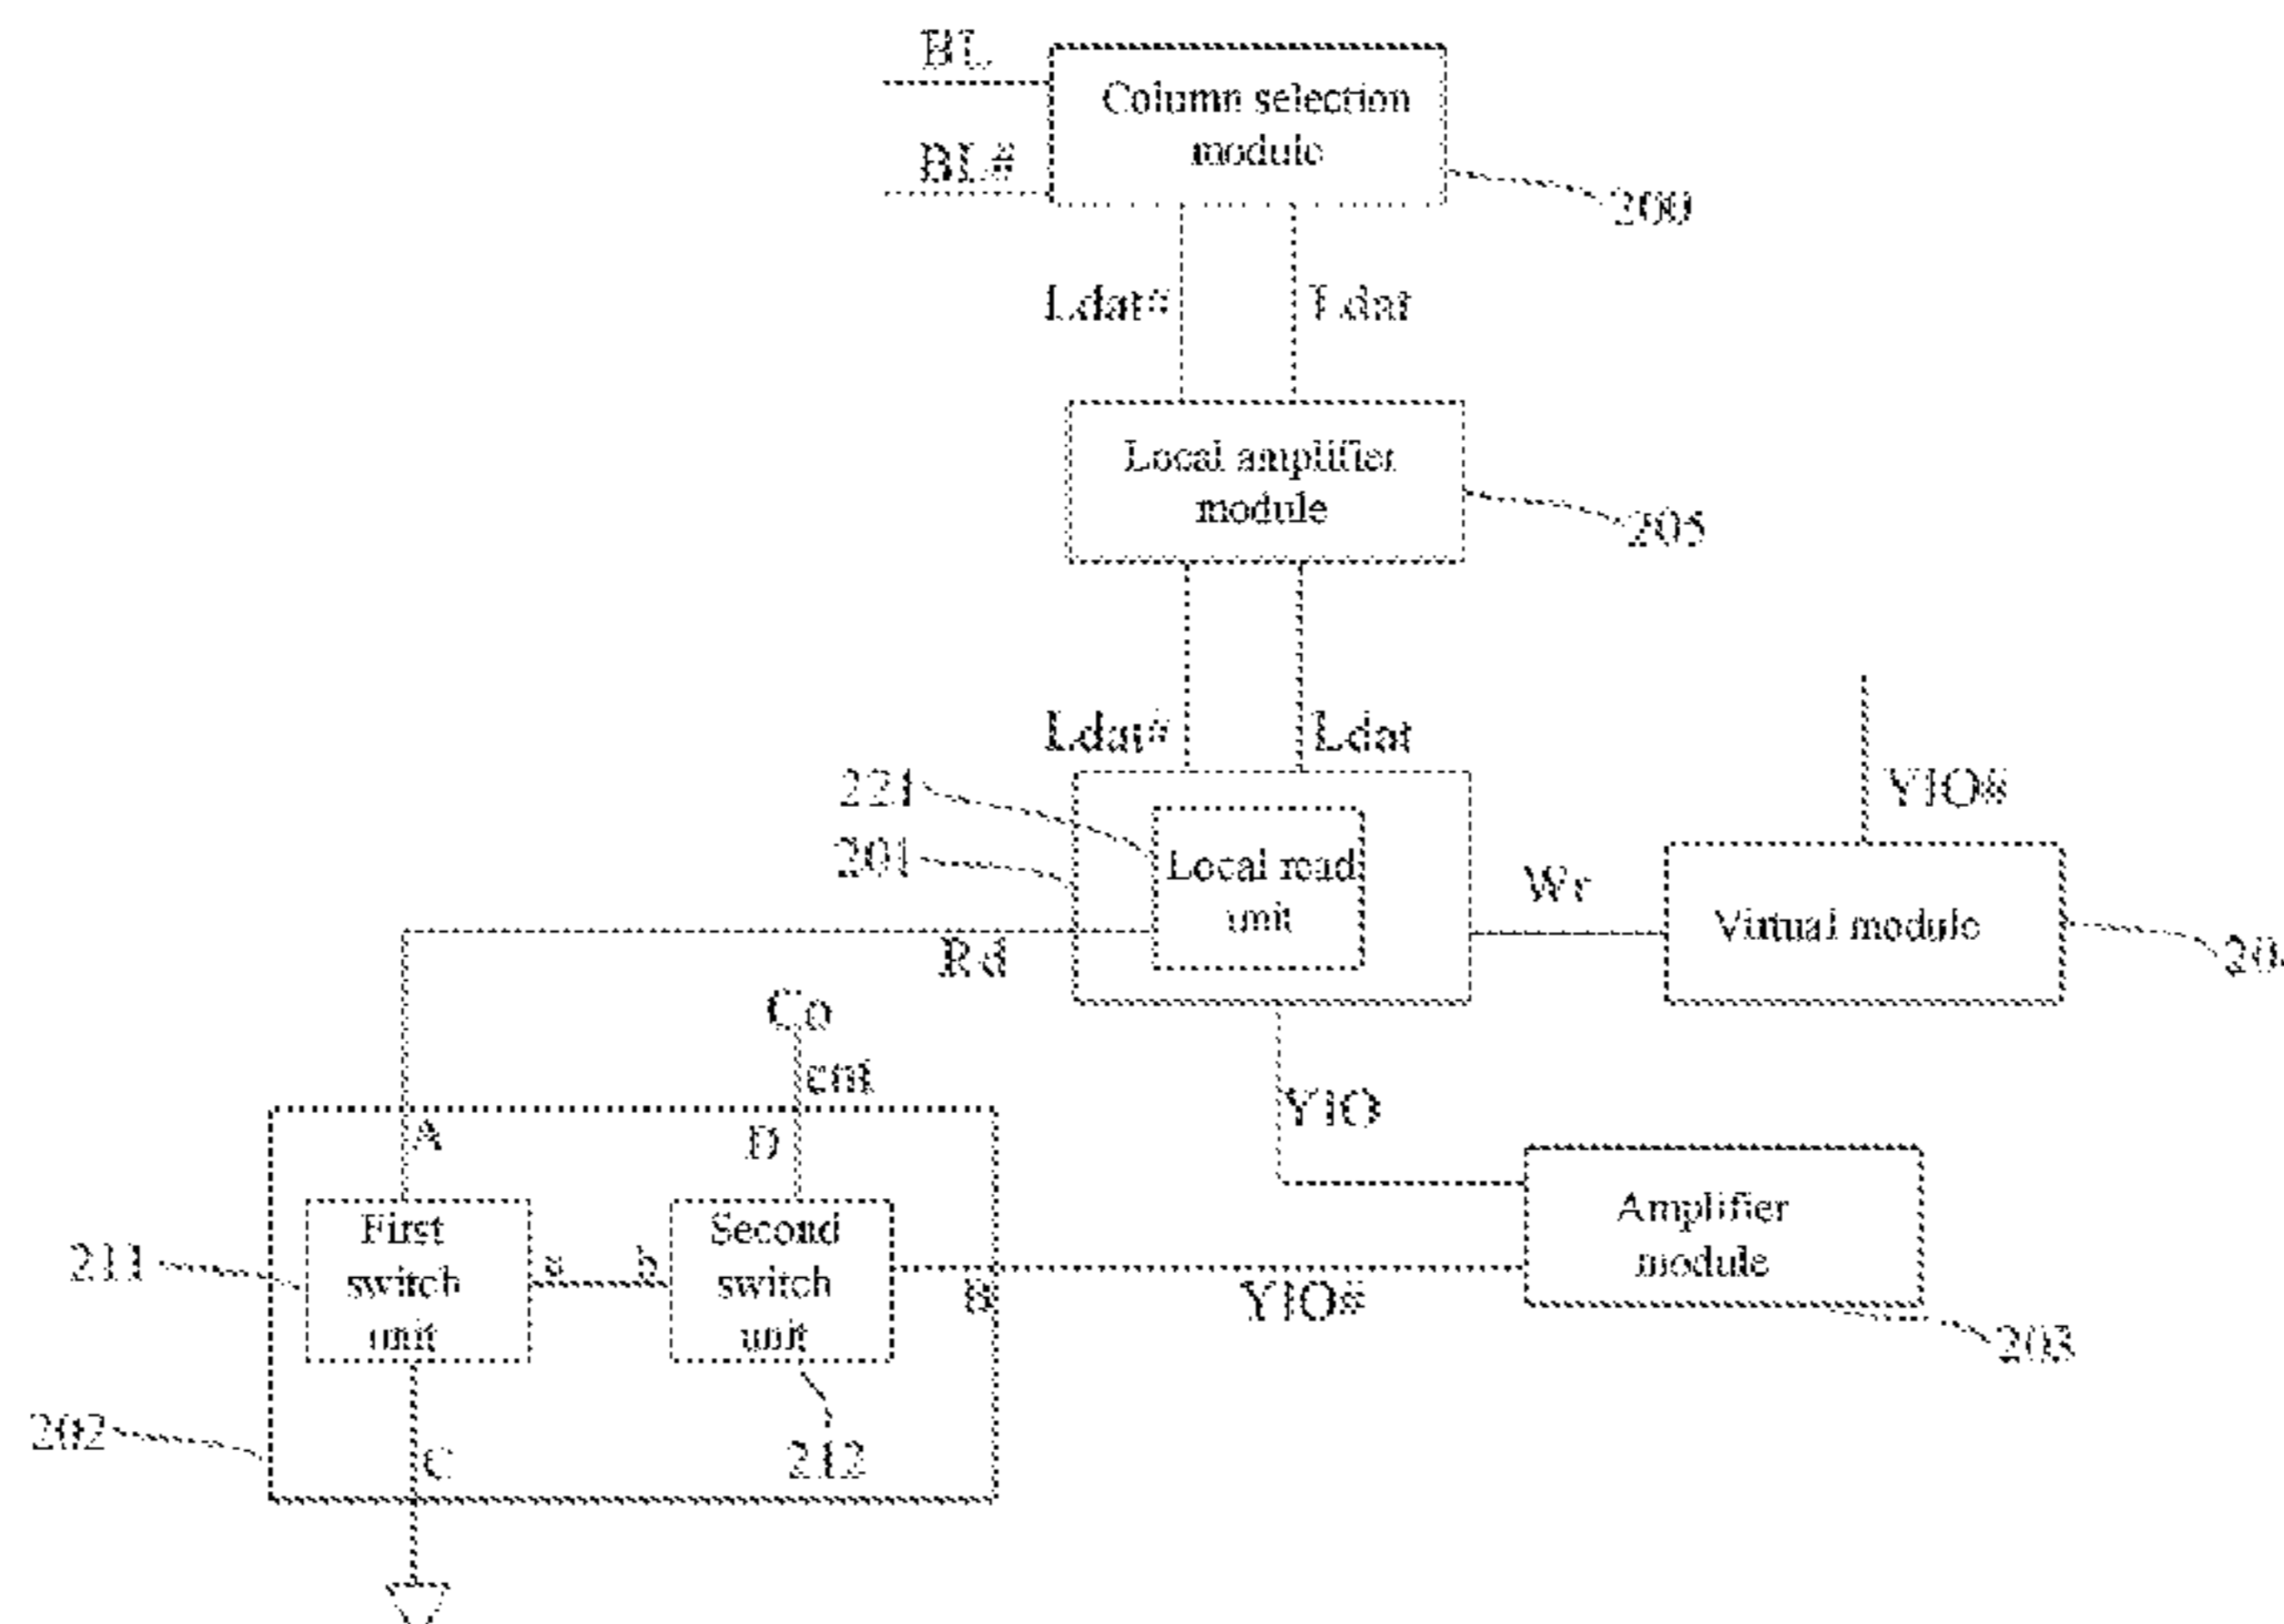 BL
Column selection
module
BL#
200
Ldat#
Ldat
Local amplifier
module
205
Ldat#
Ldat
221
YIO#
201
Local read
unit
Wr
Virtual module
Rd
Co
cnt
YIO
A
D
Amplifier
module
First
switch
unit
Second
switch
unit
211
a
b
B
YIO#
203
202
C
212